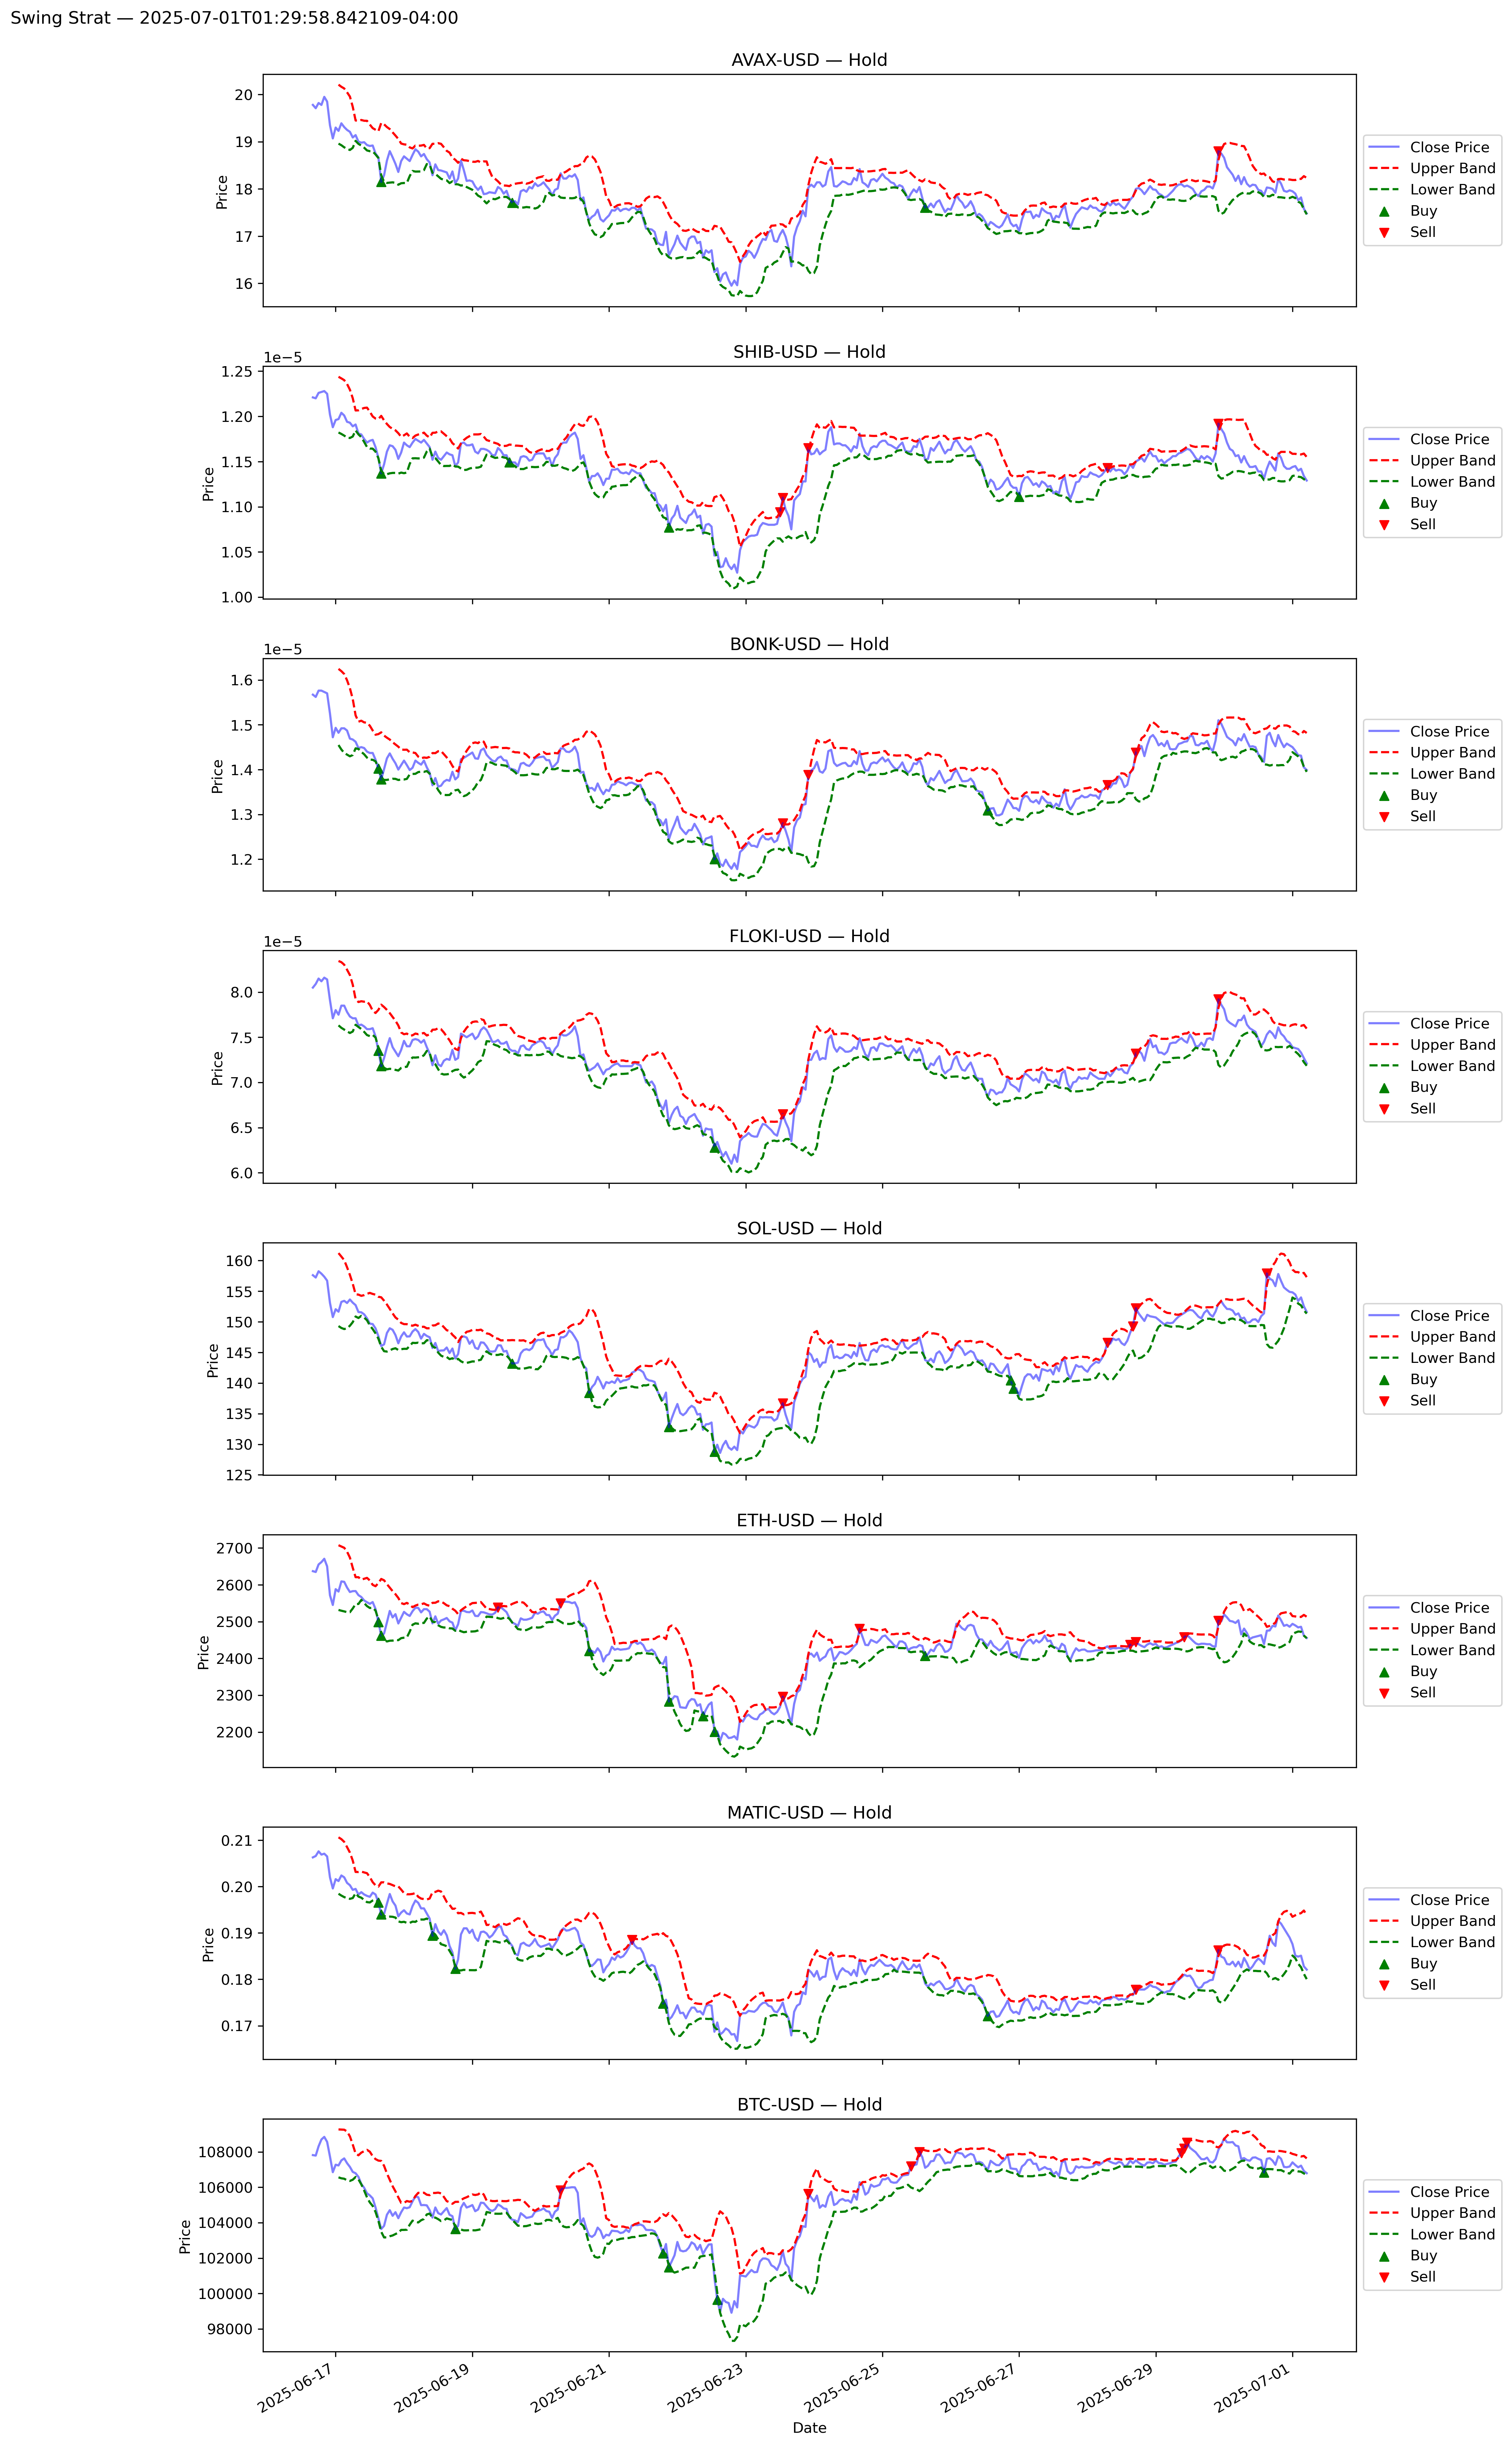 Swing Strat — 2025-07-01T01:29:58.842109-04:00
AVAX-USD — Hold
Price
20
19
18
17
16
Close Price
Upper Band
Lower Band
Buy
Sell
SHIB-USD — Hold
1e−5
Price
1.25
1.20
1.15
1.10
1.05
1.00
Close Price
Upper Band
Lower Band
Buy
Sell
BONK-USD — Hold
1e−5
Price
1.6
1.5
1.4
1.3
1.2
Close Price
Upper Band
Lower Band
Buy
Sell
FLOKI-USD — Hold
1e−5
Price
8.0
7.5
7.0
6.5
6.0
Close Price
Upper Band
Lower Band
Buy
Sell
SOL-USD — Hold
Price
160
155
150
145
140
135
130
125
Close Price
Upper Band
Lower Band
Buy
Sell
ETH-USD — Hold
Price
2700
2600
2500
2400
2300
2200
Close Price
Upper Band
Lower Band
Buy
Sell
MATIC-USD — Hold
Price
0.21
0.20
0.19
0.18
0.17
Close Price
Upper Band
Lower Band
Buy
Sell
BTC-USD — Hold
Price
108000
106000
104000
102000
100000
98000
Close Price
Upper Band
Lower Band
Buy
Sell
2025-06-17
2025-06-19
2025-06-21
2025-06-23
2025-06-25
2025-06-27
2025-06-29
2025-07-01
Date